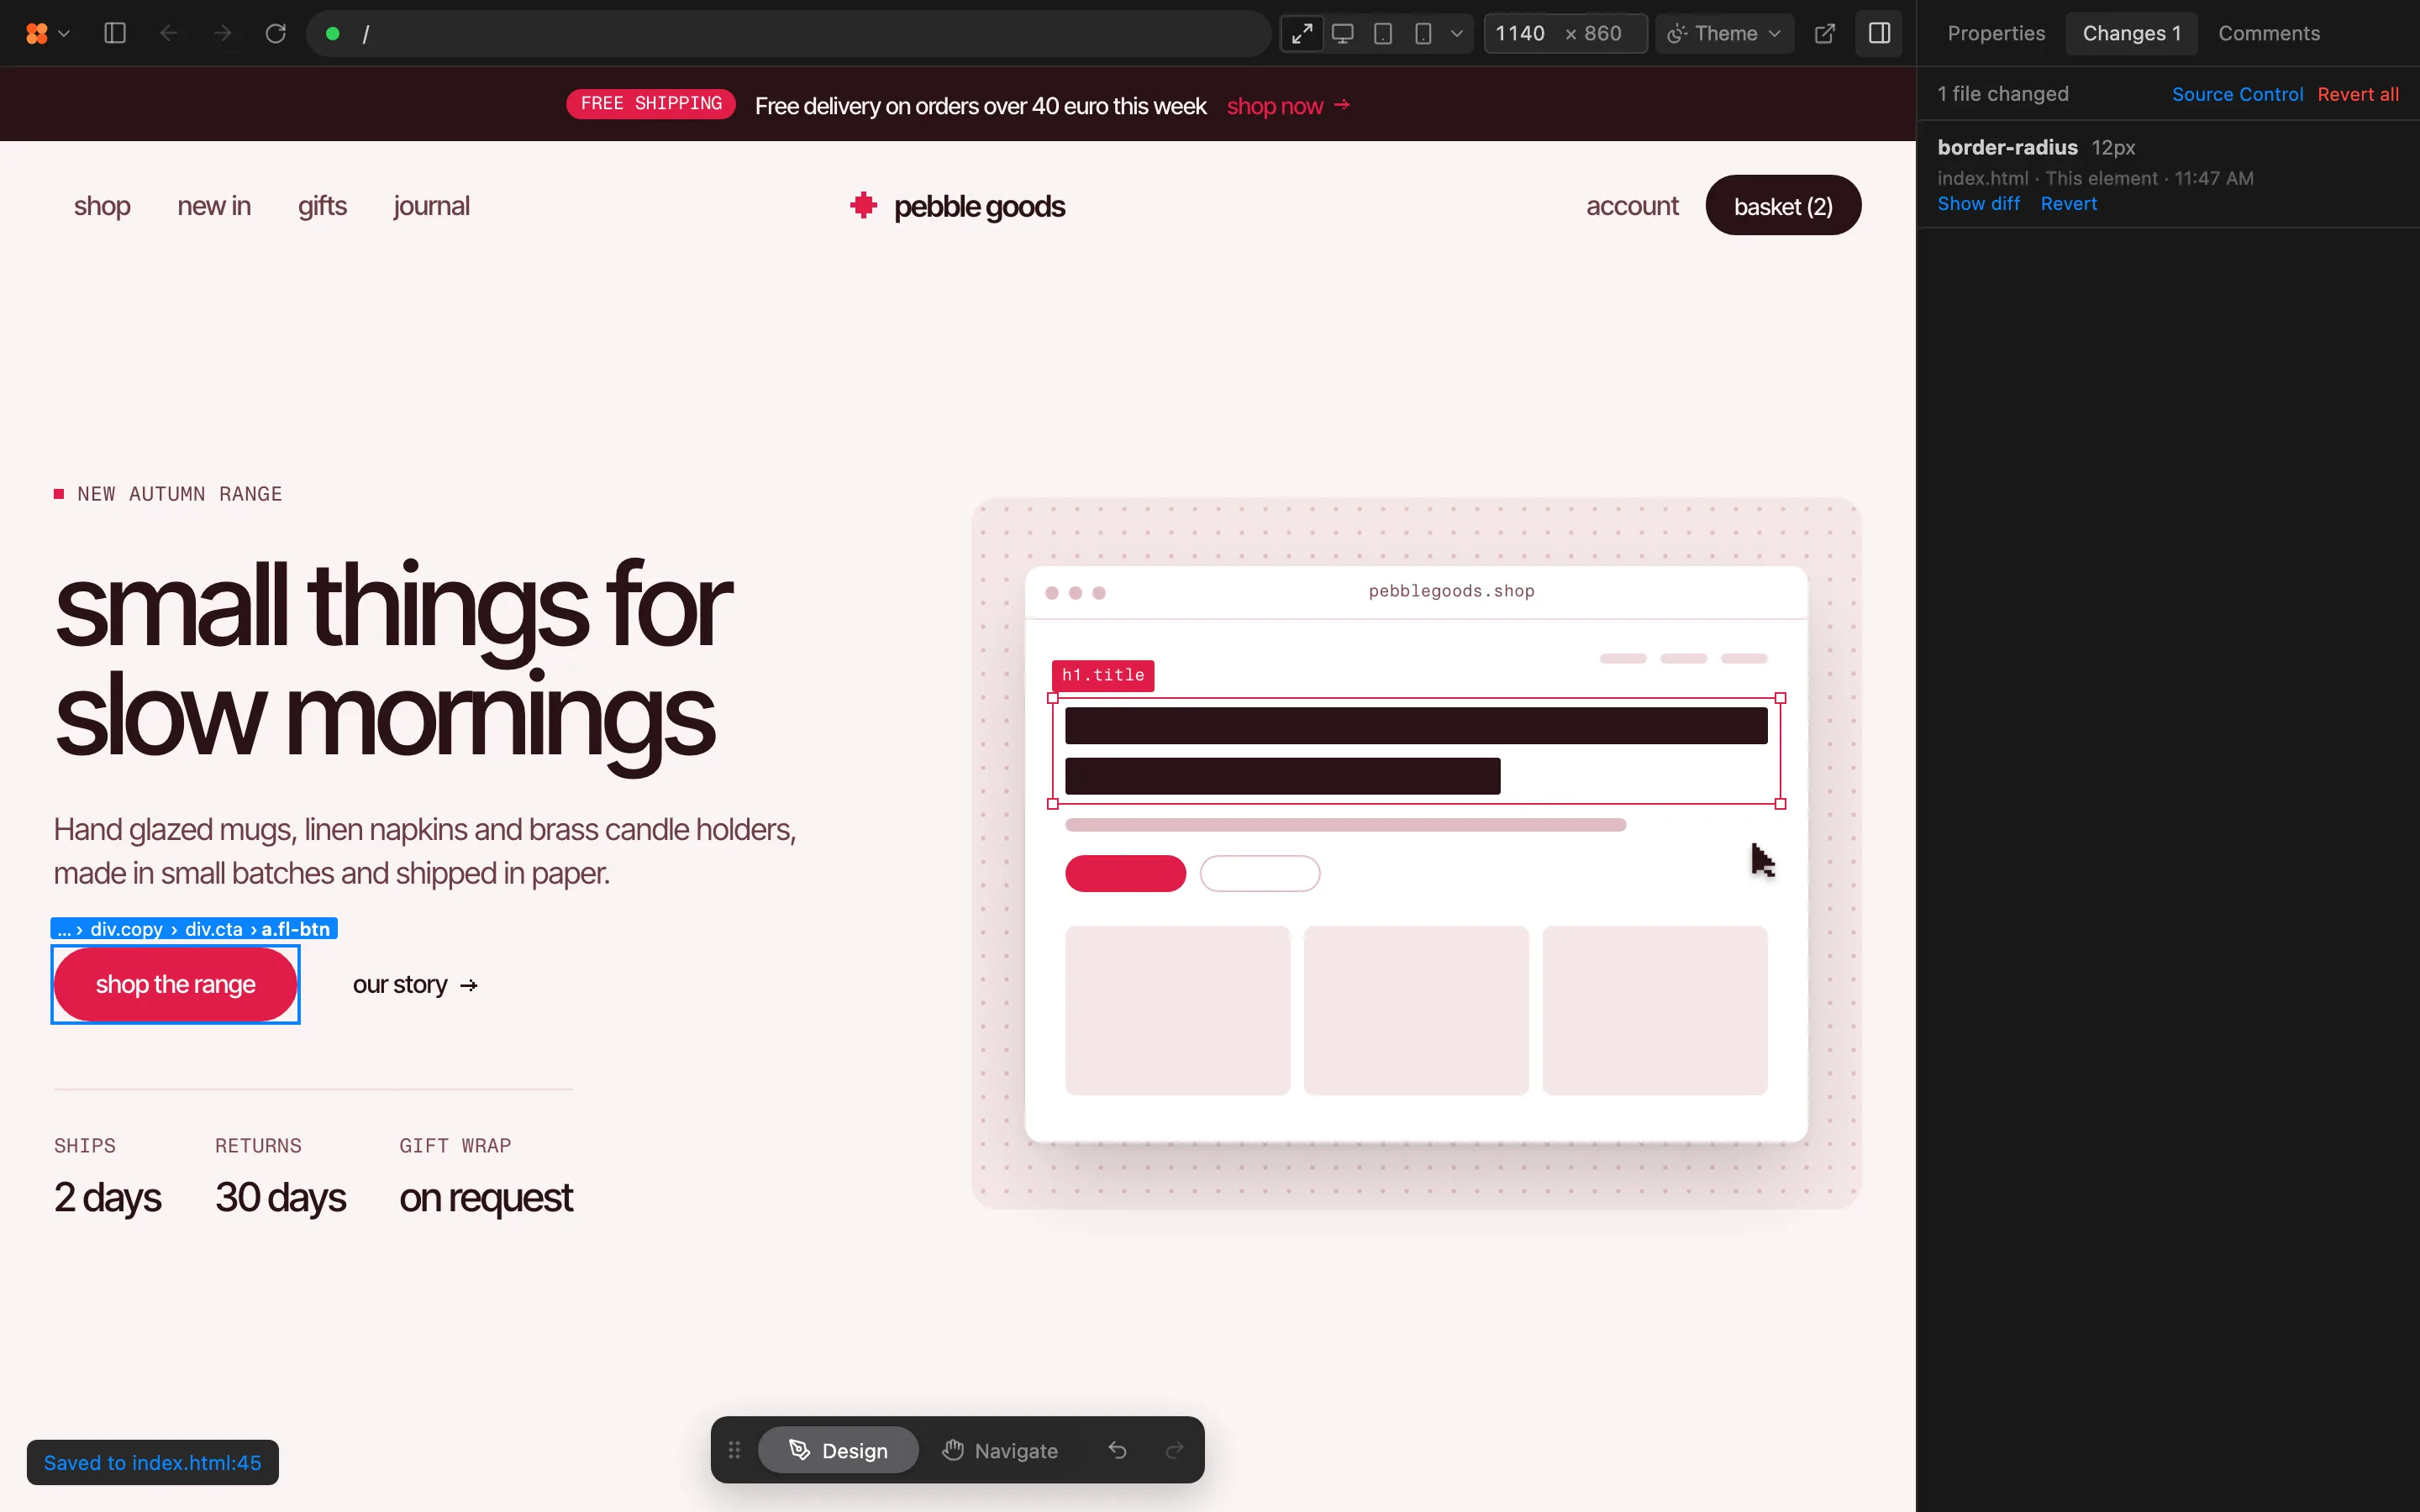 /
1140 × 860
Theme
Properties
Changes 1
Comments
FREE SHIPPING Free delivery on orders over 40 euro this week shop now →
1 file changed
Source Control
Revert all
border-radius 12px
index.html · This element · 11:47 AM
Show diff Revert
shop new in gifts journal
pebble goods
account
basket (2)
NEW AUTUMN RANGE
small things for
slow mornings
Hand glazed mugs, linen napkins and brass candle holders,
made in small batches and shipped in paper.
... › div.copy › div.cta › a.fl-btn
shop the range
our story →
SHIPS
2 days
RETURNS
30 days
GIFT WRAP
on request
pebblegoods.shop
h1.title
Design
Navigate
Saved to index.html:45